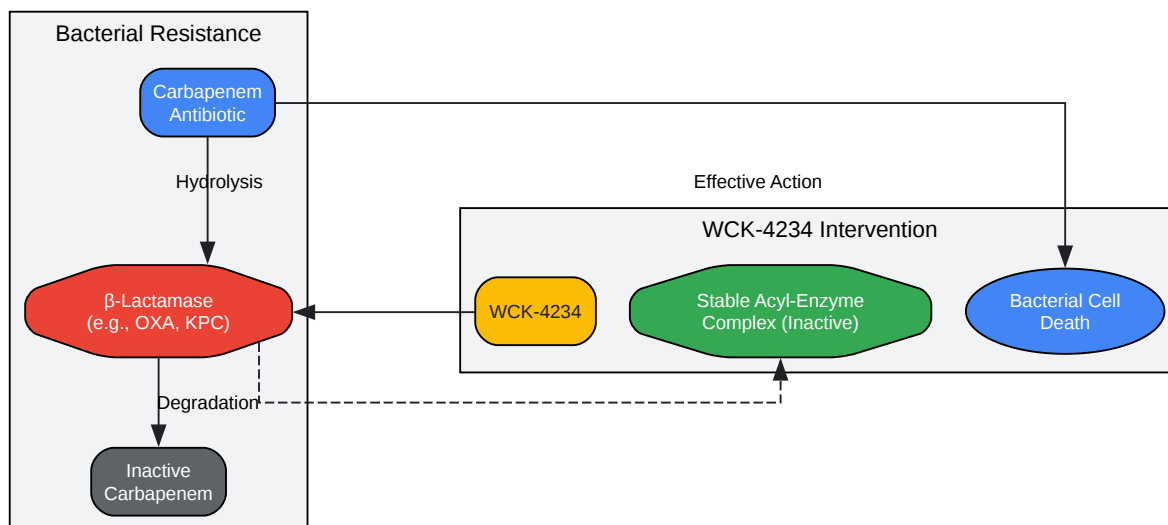 Bacterial Resistance
Carbapenem
Antibiotic
Hydrolysis
Effective Action
WCK-4234 Intervention
β-Lactamase
(e.g., OXA, KPC)
WCK-4234
Stable Acyl-Enzyme
Complex (Inactive)
Bacterial Cell
Death
Degradation
Inactive
Carbapenem